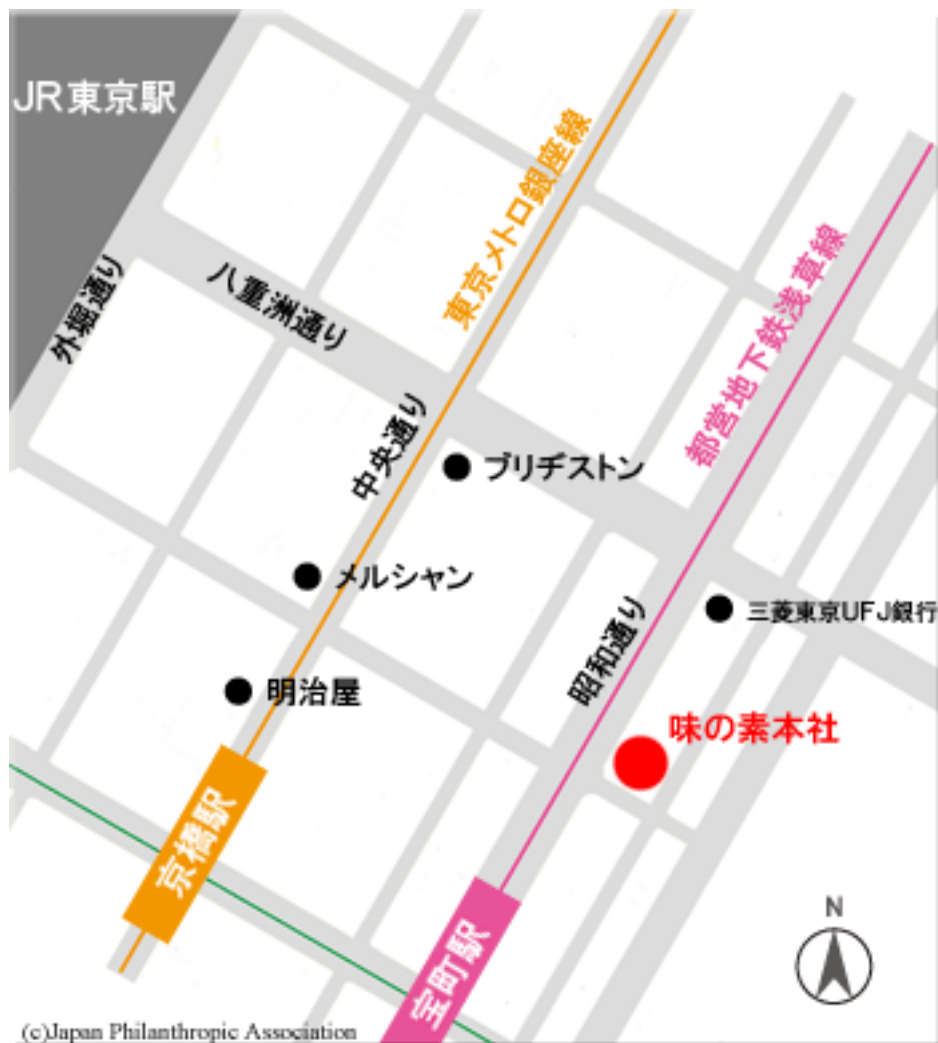 JR東京駅
東京メトロ銀座線
都営地下鉄浅草線
外堀通り
八重洲通り
中央通り
ブリヂストン
メルシャン
三菱東京UFJ銀行
昭和通り
明治屋
味の素本社
京橋駅
宝町駅
N
(c)Japan Philanthropic Association